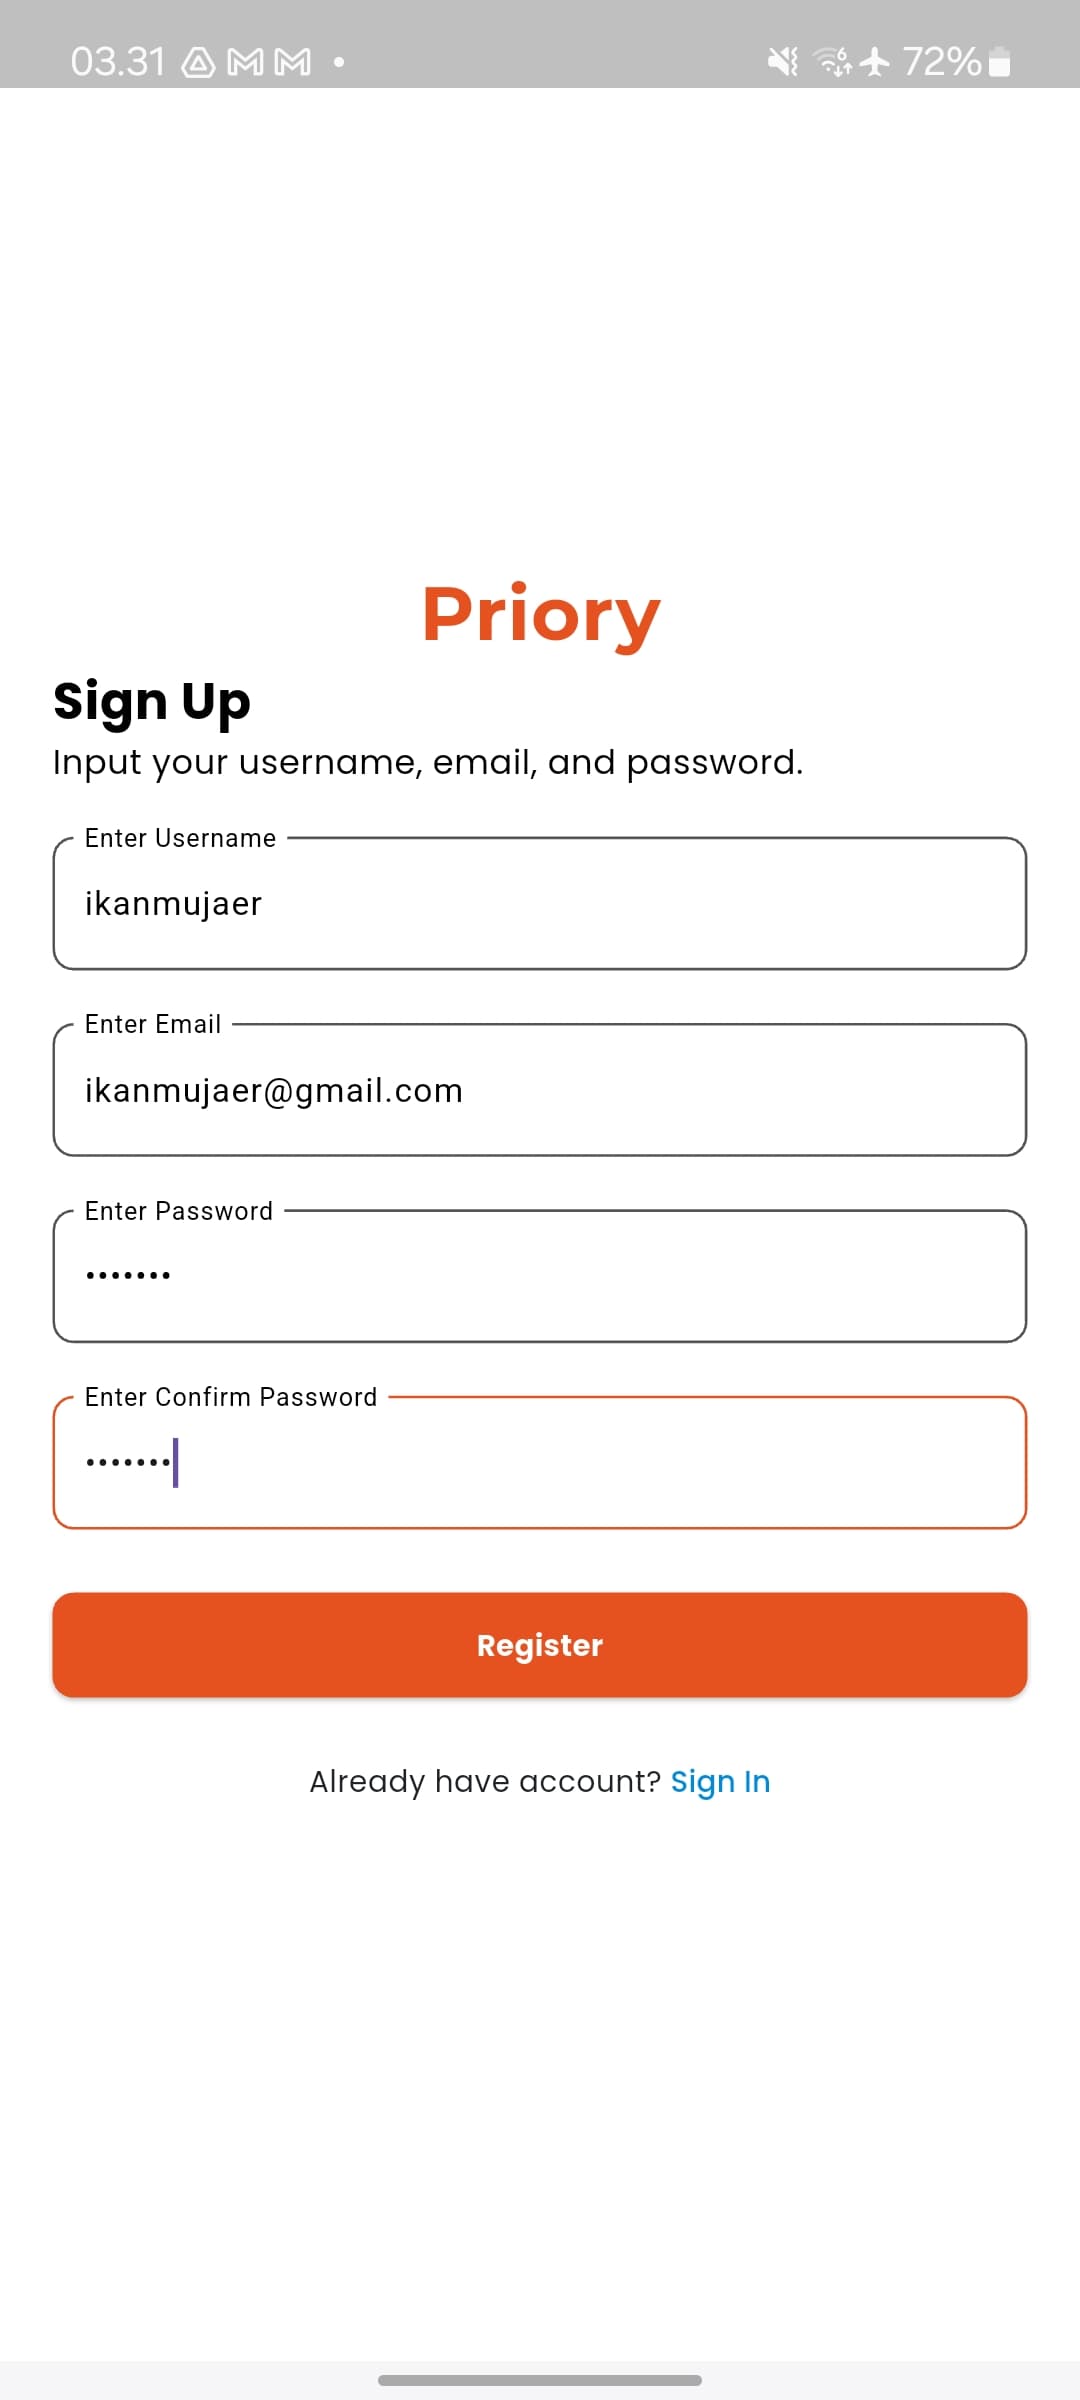 03.31
72%
Priory
Sign Up
Input your username, email, and password.
Enter Username
ikanmujaer
Enter Email
ikanmujaer@gmail.com
Enter Password
•••••••
Enter Confirm Password
•••••••
Register
Already have account? Sign In